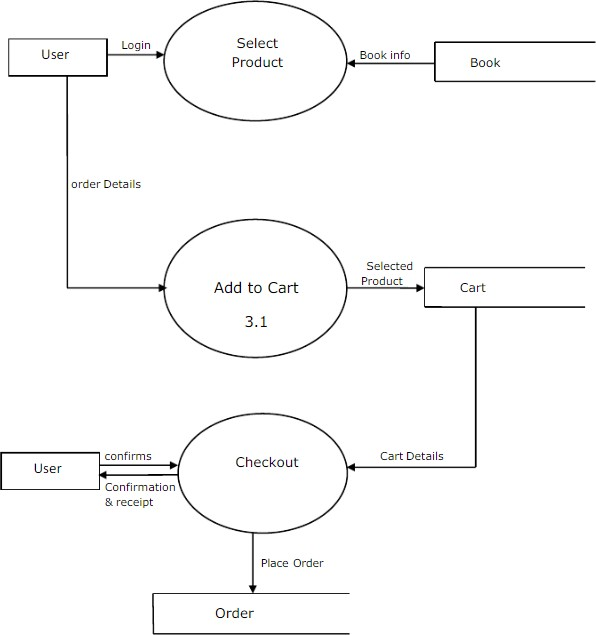 User
Login
Select
Product
Book info
Book
order Details
Add to Cart
3.1
Selected
Product
Cart
User
confirms
Confirmation
& receipt
Checkout
Cart Details
Place Order
Order